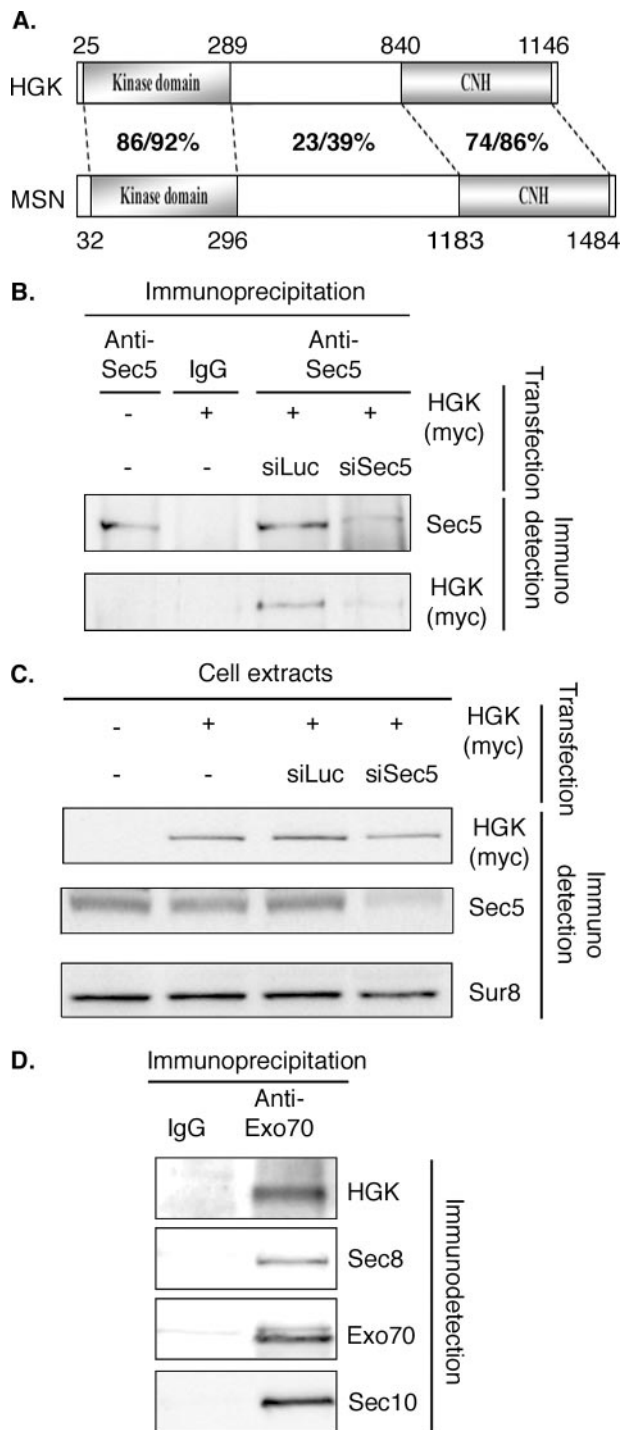 A.
25 289 840 1146
HGK Kinase domain CNH
86/92% 23/39% 74/86%
MSN Kinase domain CNH
32 296 1183 1484
B.
Immunoprecipitation
Anti-
Sec5 IgG Anti-
Sec5
- + + + HGK
(myc)
- - siLuc siSec5
Transfection
Sec5
HGK
(myc)
Immuno
detection
C.
Cell extracts
- + + + HGK
(myc)
- - siLuc siSec5
Transfection
HGK
(myc)
Sec5
Sur8
Immuno
detection
D.
Immunoprecipitation
IgG Anti-
Exo70
HGK
Sec8
Exo70
Sec10
Immunodetection